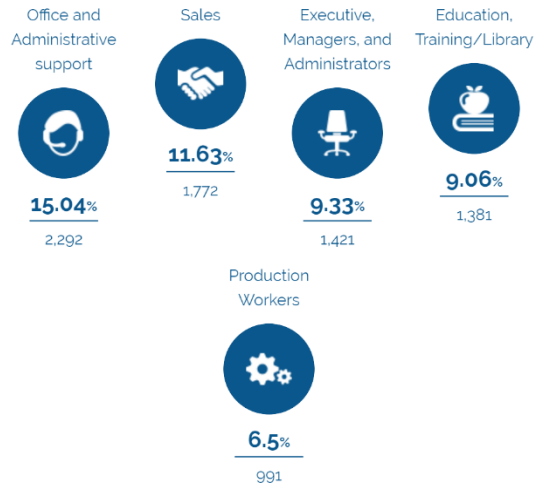 Office and
Administrative
support
15.04%
2,292
Sales
11.63%
1,772
Executive,
Managers, and
Administrators
9.33%
1,421
Education,
Training/Library
9.06%
1,381
Production
Workers
6.5%
991